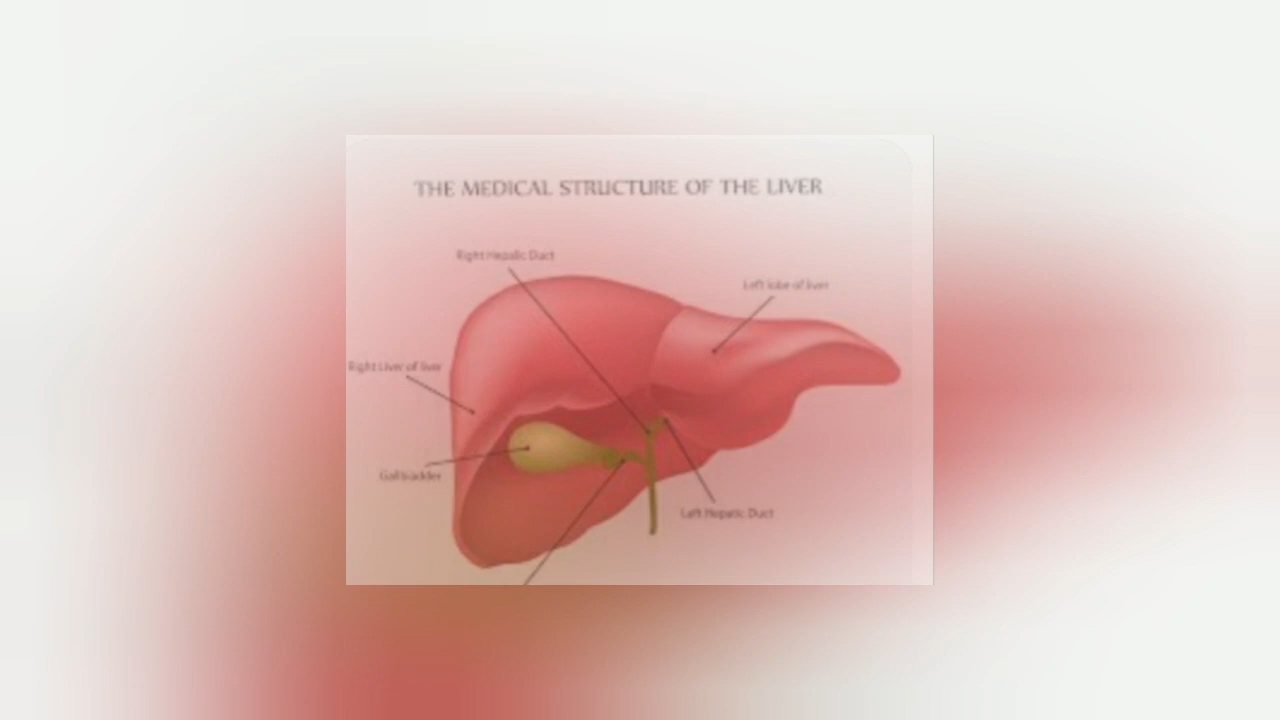 THE MEDICAL STRUCTURE OF THE LIVER
Right Hepatic Duct
Left lobe of liver
Right Liver of liver
Gallbladder
Left Hepatic Duct